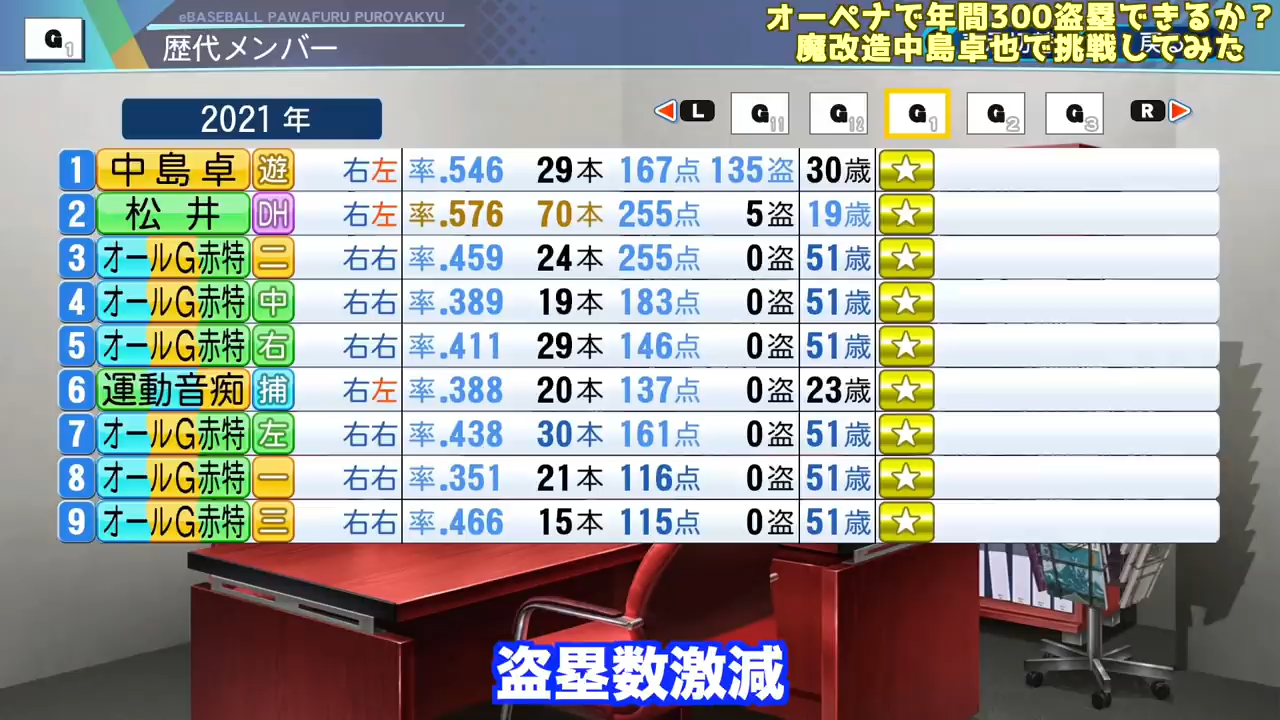 G1
eBASEBALL PAWAFURU PUROYAKYU
歴代メンバー
オーペナで年間300盗塁できるか？
魔改造中島卓也で挑戦してみた
2021 年
L G11 G12 G1 G2 G3 R
1 中島卓 遊 右左 率.546 29本 167点 135盗 30歳
2 松井 DH 右左 率.576 70本 255点 5盗 19歳
3 オールG赤特 二 右右 率.459 24本 255点 0盗 51歳
4 オールG赤特 中 右右 率.389 19本 183点 0盗 51歳
5 オールG赤特 右 右右 率.411 29本 146点 0盗 51歳
6 運動音痴 捕 右左 率.388 20本 137点 0盗 23歳
7 オールG赤特 左 右右 率.438 30本 161点 0盗 51歳
8 オールG赤特 一 右右 率.351 21本 116点 0盗 51歳
9 オールG赤特 三 右右 率.466 15本 115点 0盗 51歳
盗塁数激減